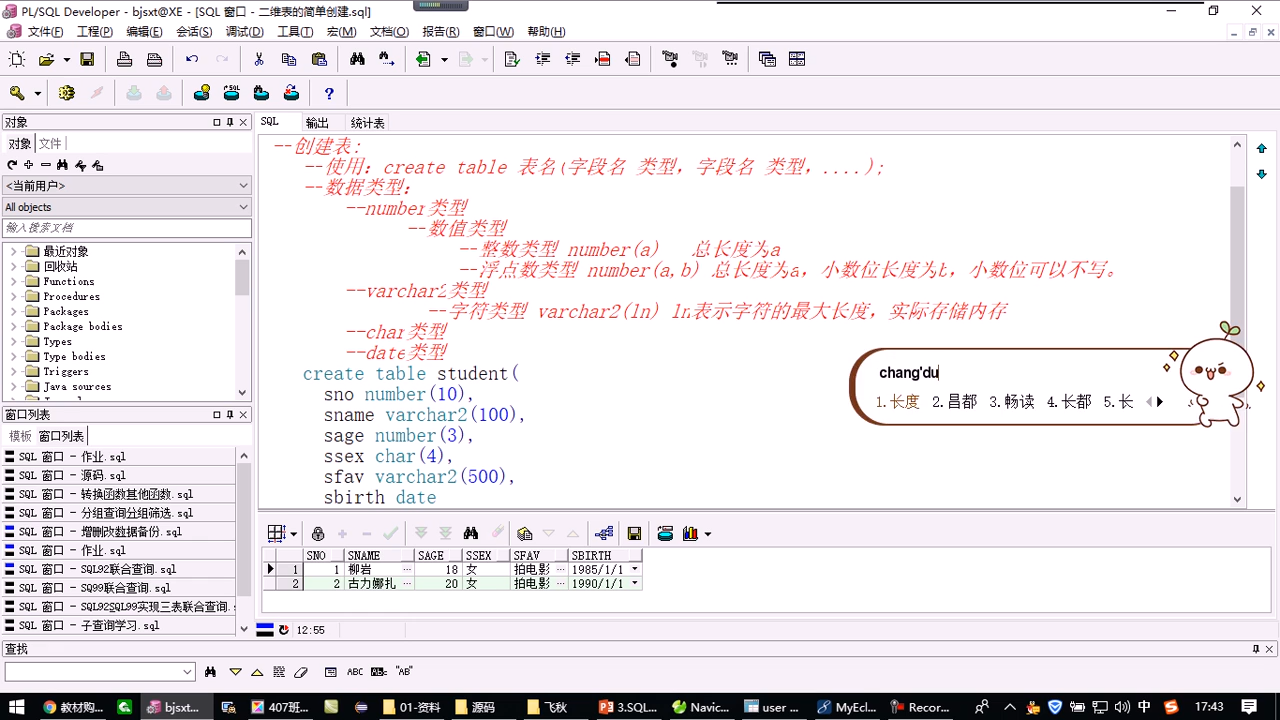 PL/SQL Developer - bjsxt@XE - [SQL 窗口 - 二维表的简单创建.sql]
文件(F) 工程(P) 编辑(E) 会话(S) 调试(D) 工具(T) 宏(M) 文档(O) 报告(R) 窗口(W) 帮助(H)
对象
对象 文件
<当前用户>
All objects
输入搜索文档
最近对象
回收站
Functions
Procedures
Packages
Package bodies
Types
Type bodies
Triggers
Java sources
窗口列表
模板 窗口列表
SQL 窗口 - 作业.sql
SQL 窗口 - 源码.sql
SQL 窗口 - 转换函数其他函数.sql
SQL 窗口 - 分组查询分组筛选.sql
SQL 窗口 - 增删改数据备份.sql
SQL 窗口 - 作业.sql
SQL 窗口 - SQL92联合查询.sql
SQL 窗口 - SQ99联合查询.sql
SQL 窗口 - SQL92SQL99实现三表联合查询.s
SQL 窗口 - 子查询学习.sql
SQL 输出 统计表
--创建表:
--使用：create table 表名(字段名 类型，字段名 类型，....);
--数据类型：
--number类型
--数值类型
--整数类型 number(a) 总长度为a
--浮点数类型 number(a,b) 总长度为a，小数位长度为b，小数位可以不写。
--varchar2类型
--字符类型 varchar2(ln) ln表示字符的最大长度，实际存储内存
--char类型
--date类型
create table student(
sno number(10),
sname varchar2(100),
sage number(3),
ssex char(4),
sfav varchar2(500),
sbirth date
chang'du
1.长度 2.昌都 3.畅读 4.长都 5.长
SNO SNAME SAGE SSEX SFAV SBIRTH
1 1 柳岩 ... 18 女 拍电影 ... 1985/1/1
2 2 古力娜扎 ... 20 女 拍电影 ... 1990/1/1
12:55
查找
ABC ABc "AB"
教材购... bjsxt... 407班... 01-资料 源码 飞秋 3.SQL... Navic... user ... MyEcl... Recor... 中 17:43